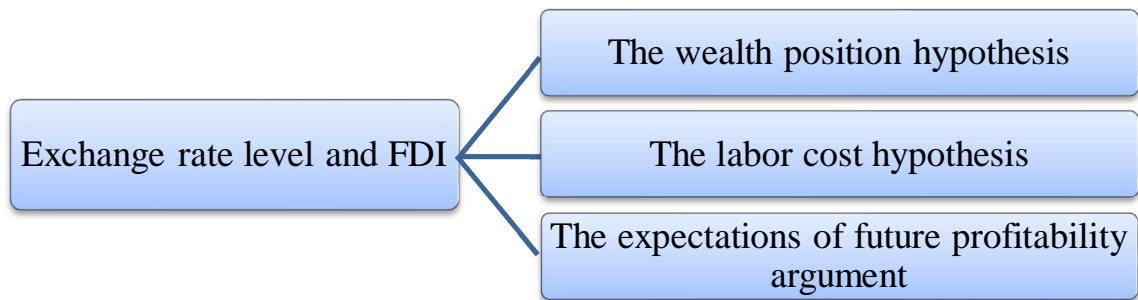 The wealth position hypothesis
Exchange rate level and FDI
The labor cost hypothesis
The expectations of future profitability
argument